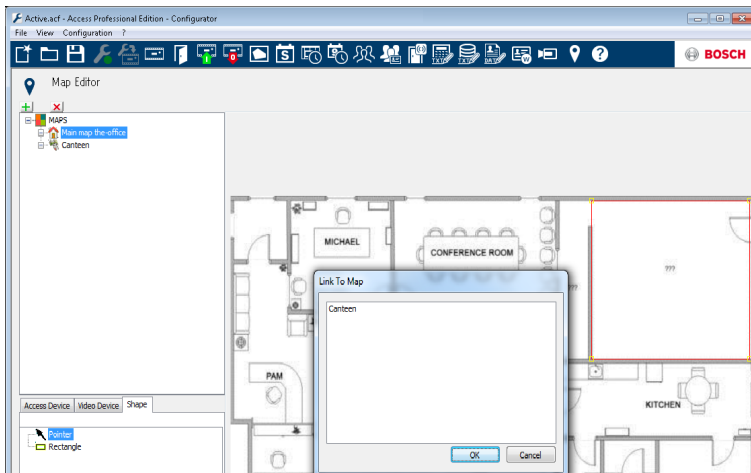 Active.acf - Access Professional Edition - Configurator
File View Configuration ?
BOSCH
Map Editor
MAPS
Main map the-office
Canteen
MICHAEL
CONFERENCE ROOM
???
???
Link To Map
Canteen
PAM
KITCHEN
Access Device Video Device Shape
Pointer
Rectangle
OK Cancel